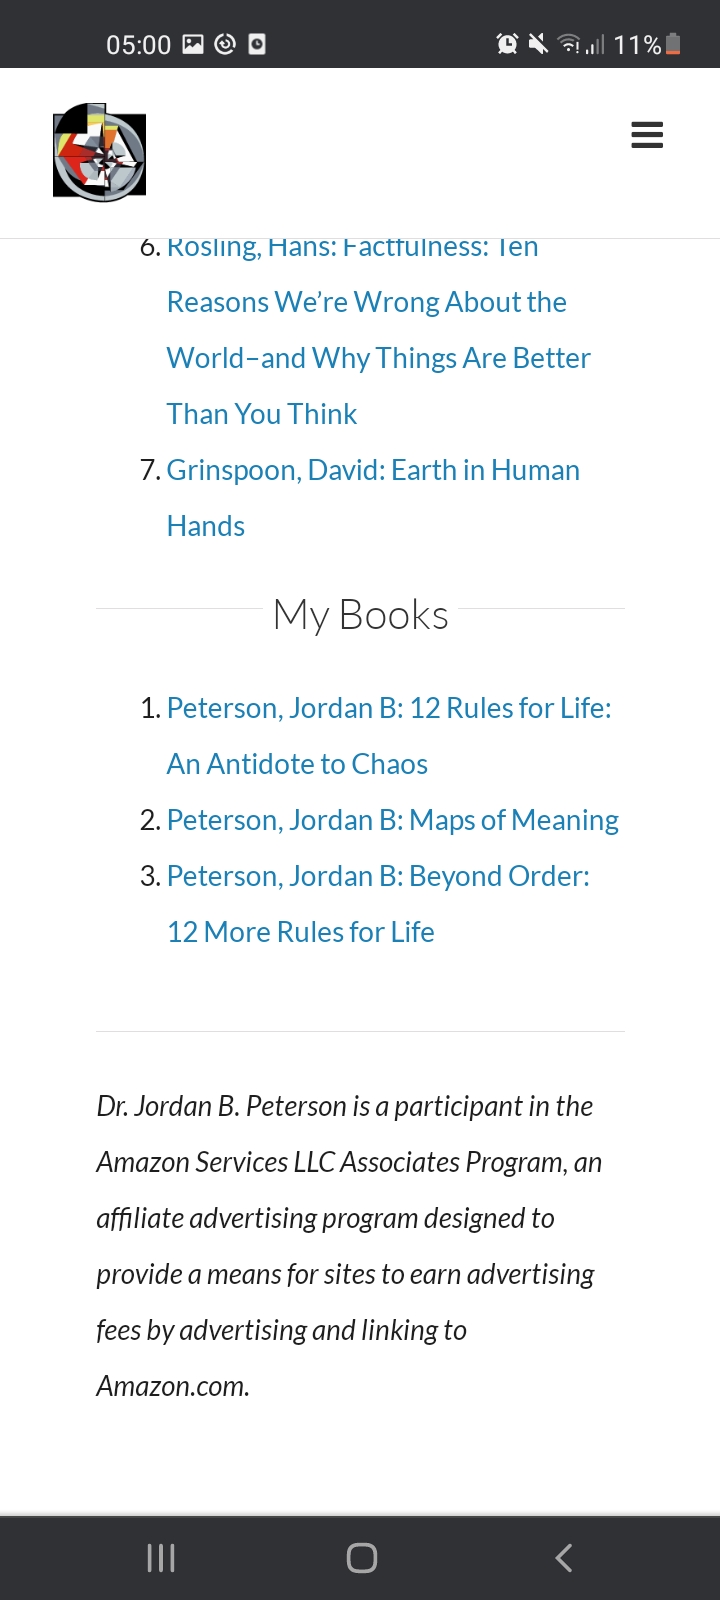 05:00
11%
6. Rosling, Hans: Factfulness: Ten
Reasons We’re Wrong About the
World–and Why Things Are Better
Than You Think
7. Grinspoon, David: Earth in Human
Hands
My Books
1. Peterson, Jordan B: 12 Rules for Life:
An Antidote to Chaos
2. Peterson, Jordan B: Maps of Meaning
3. Peterson, Jordan B: Beyond Order:
12 More Rules for Life
Dr. Jordan B. Peterson is a participant in the
Amazon Services LLC Associates Program, an
affiliate advertising program designed to
provide a means for sites to earn advertising
fees by advertising and linking to
Amazon.com.